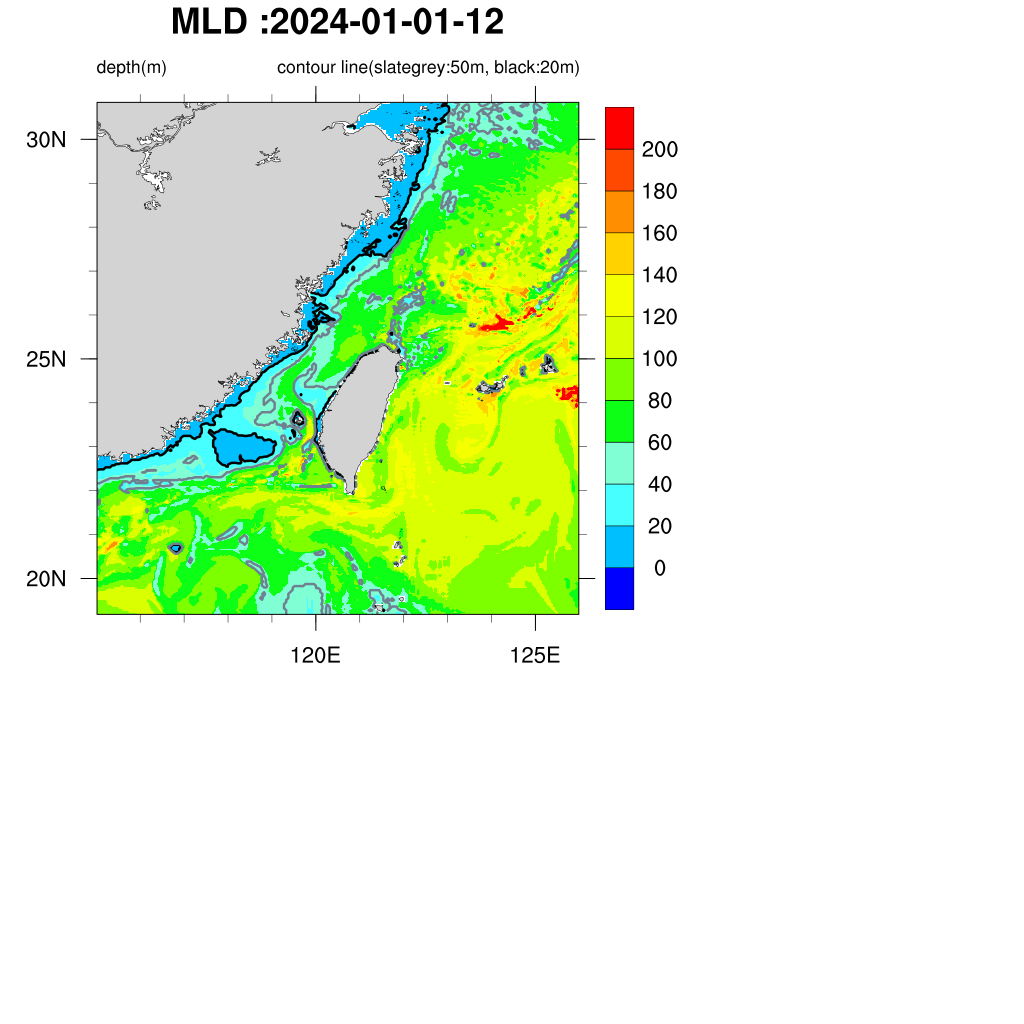 MLD :2024-01-01-12
depth(m)
contour line(slategrey:50m, black:20m)
30N
25N
20N
120E
125E
200
180
160
140
120
100
80
60
40
20
0